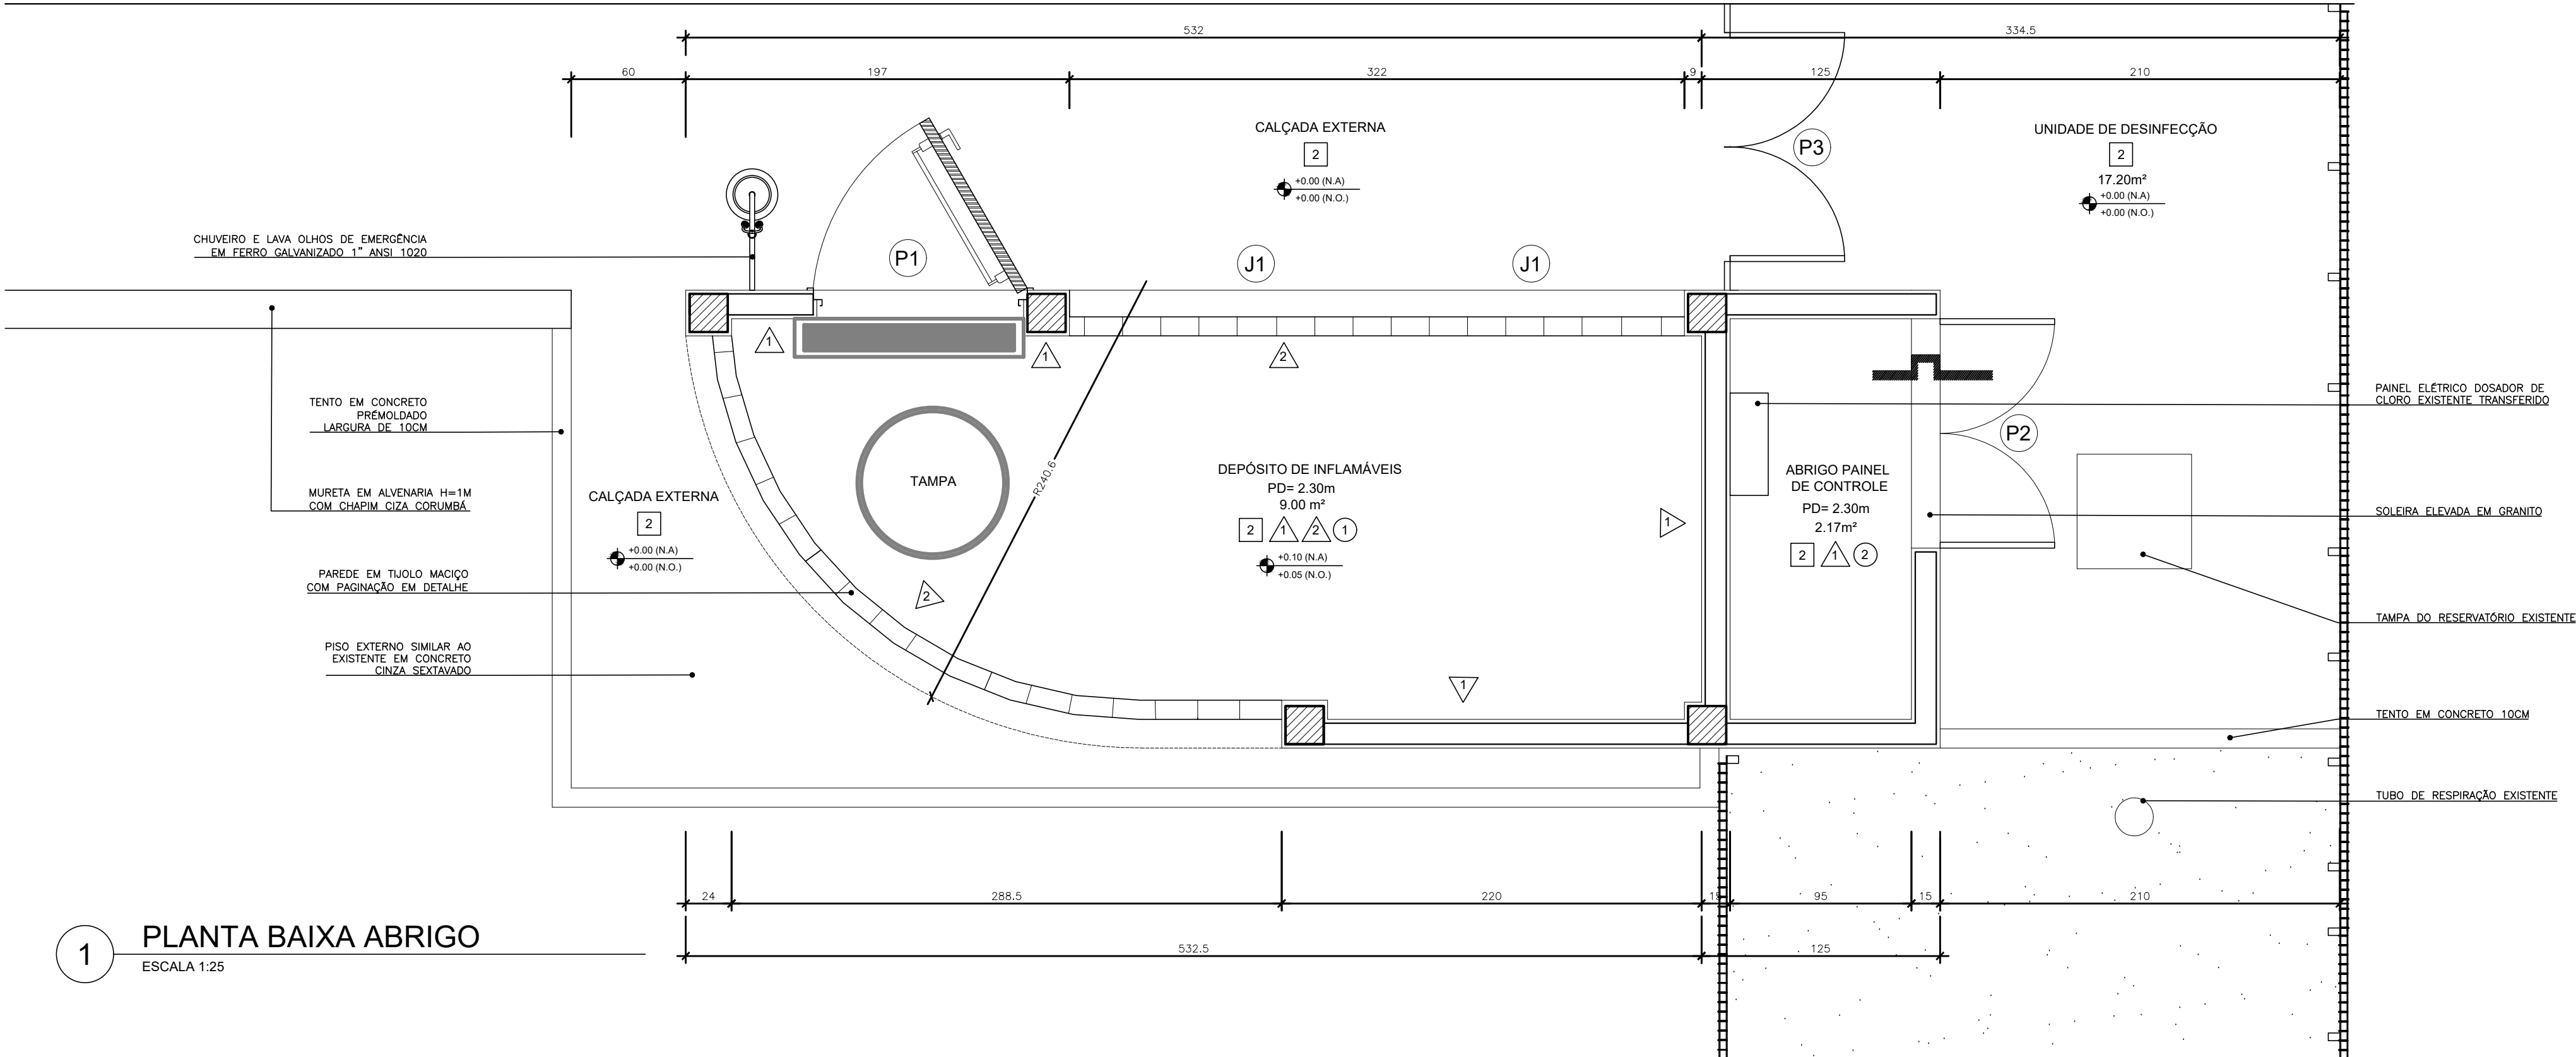 532
334.5
60
197
322
9
125
210
CALÇADA EXTERNA
2
+0.00 (N.A)
+0.00 (N.O.)
P3
UNIDADE DE DESINFECÇÃO
2
17.20m²
+0.00 (N.A)
+0.00 (N.O.)
CHUVEIRO E LAVA OLHOS DE EMERGÊNCIA
EM FERRO GALVANIZADO 1" ANSI 1020
P1
J1
J1
1
1
2
TENTO EM CONCRETO
PRÉMOLDADO
LARGURA DE 10CM
PAINEL ELÉTRICO DOSADOR DE
CLORO EXISTENTE TRANSFERIDO
P2
R240.6
TAMPA
MURETA EM ALVENARIA H=1M
COM CHAPIM CIZA CORUMBÁ
CALÇADA EXTERNA
2
+0.00 (N.A)
+0.00 (N.O.)
DEPÓSITO DE INFLAMÁVEIS
PD= 2.30m
9.00 m²
2 1 2 1
+0.10 (N.A)
+0.05 (N.O.)
1
ABRIGO PAINEL
DE CONTROLE
PD= 2.30m
2.17m²
2 1 2
SOLEIRA ELEVADA EM GRANITO
PAREDE EM TIJOLO MACIÇO
COM PAGINAÇÃO EM DETALHE
2
TAMPA DO RESERVATÓRIO EXISTENTE
PISO EXTERNO SIMILAR AO
EXISTENTE EM CONCRETO
CINZA SEXTAVADO
1
TENTO EM CONCRETO 10CM
TUBO DE RESPIRAÇÃO EXISTENTE
24
288.5
220
15
95
15
210
532.5
125
1
PLANTA BAIXA ABRIGO
ESCALA 1:25